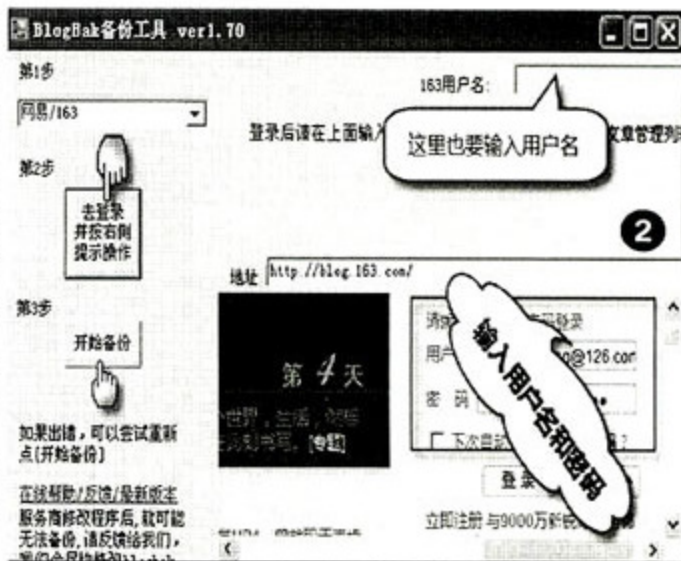 BlogBak备份工具 ver1.70
第1步
163用户名:
网易/163
登录后请在上面输入
文章管理列
这里也要输入用户名
第2步
去登录
并按右侧
提示操作
2
地址 http://blog.163.com/
第3步
开始备份
登录
用户
@126.com
密 码
输入用户名和密码
第4天
[专题]
下次自
登录
如果出错,可以尝试重新
点[开始备份]
在线帮助/反馈/最新版本
服务商修改程序后,就可能
无法备份,请反馈给我们,
立即注册 与9000万新